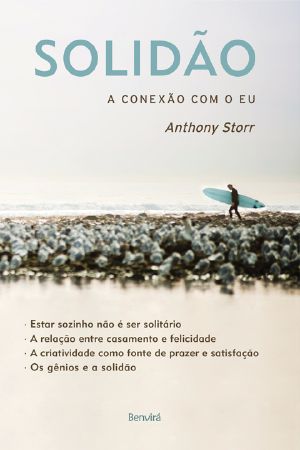 SOLIDÃO
A CONEXÃO COM O EU
Anthony Storr
· Estar sozinho não é ser solitário
· A relação entre casamento e felicidade
· A criatividade como fonte de prazer e satisfação
· Os gênios e a solidão
Benvirá